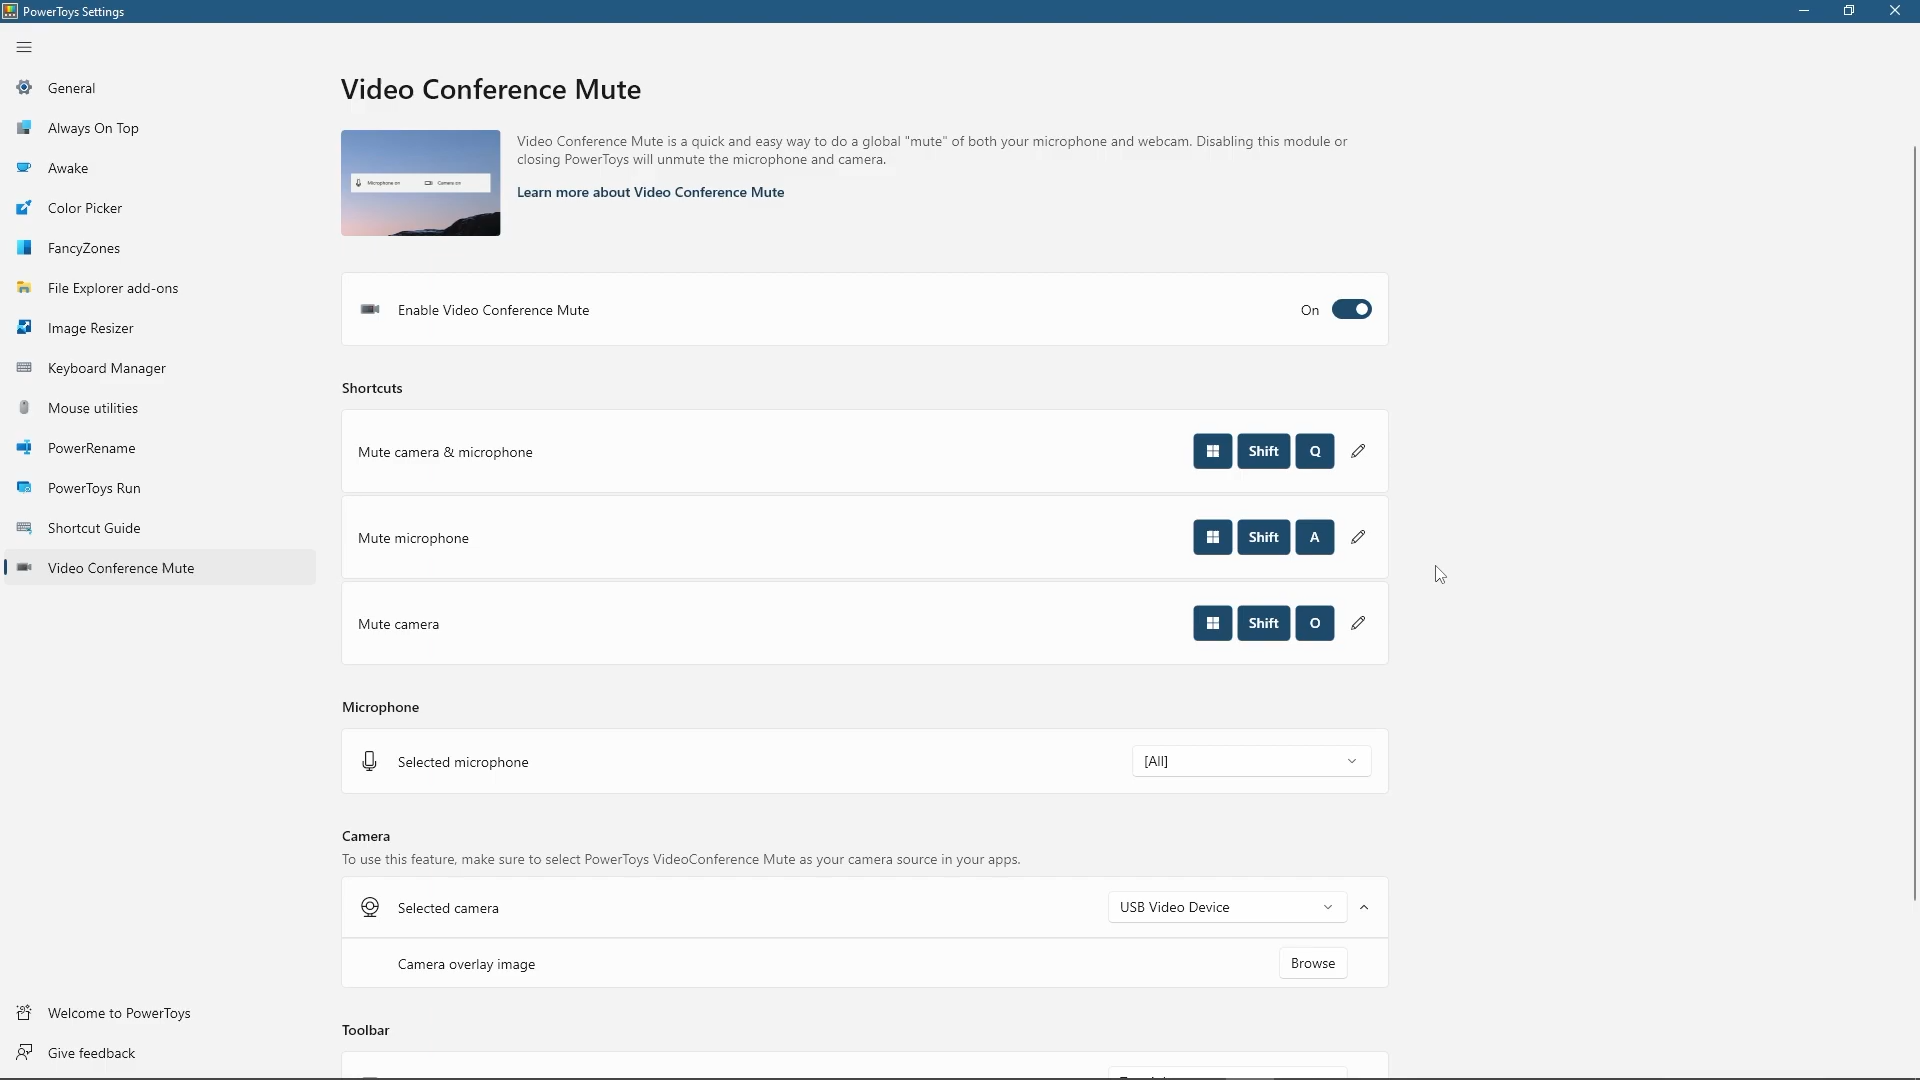 PowerToys Settings
General
Always On Top
Awake
Color Picker
FancyZones
File Explorer add-ons
Image Resizer
Keyboard Manager
Mouse utilities
PowerRename
PowerToys Run
Shortcut Guide
Video Conference Mute
Welcome to PowerToys
Give feedback
Video Conference Mute
Microphone on
Camera on
Video Conference Mute is a quick and easy way to do a global "mute" of both your microphone and webcam. Disabling this module or
closing PowerToys will unmute the microphone and camera.
Learn more about Video Conference Mute
Enable Video Conference Mute
On
Shortcuts
Mute camera & microphone
Shift
Q
Mute microphone
Shift
A
Mute camera
Shift
O
Microphone
Selected microphone
[All]
Camera
To use this feature, make sure to select PowerToys VideoConference Mute as your camera source in your apps.
Selected camera
USB Video Device
Camera overlay image
Browse
Toolbar